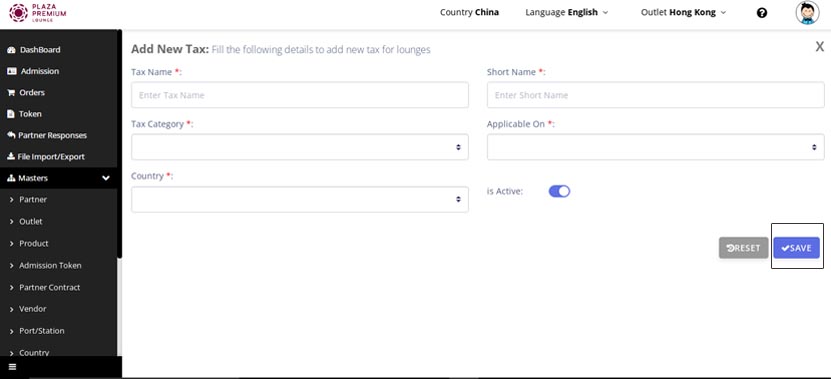 PLAZA
PREMIUM
LOUNGE
Country China
Language English
Outlet Hong Kong
DashBoard
Admission
Orders
Token
Partner Responses
File Import/Export
Masters
Partner
Outlet
Product
Admission Token
Partner Contract
Vendor
Port/Station
Country
Add New Tax: Fill the following details to add new tax for lounges
X
Tax Name *:
Short Name *:
Enter Tax Name
Enter Short Name
Tax Category *:
Applicable On *:
Country *:
is Active:
RESET
SAVE